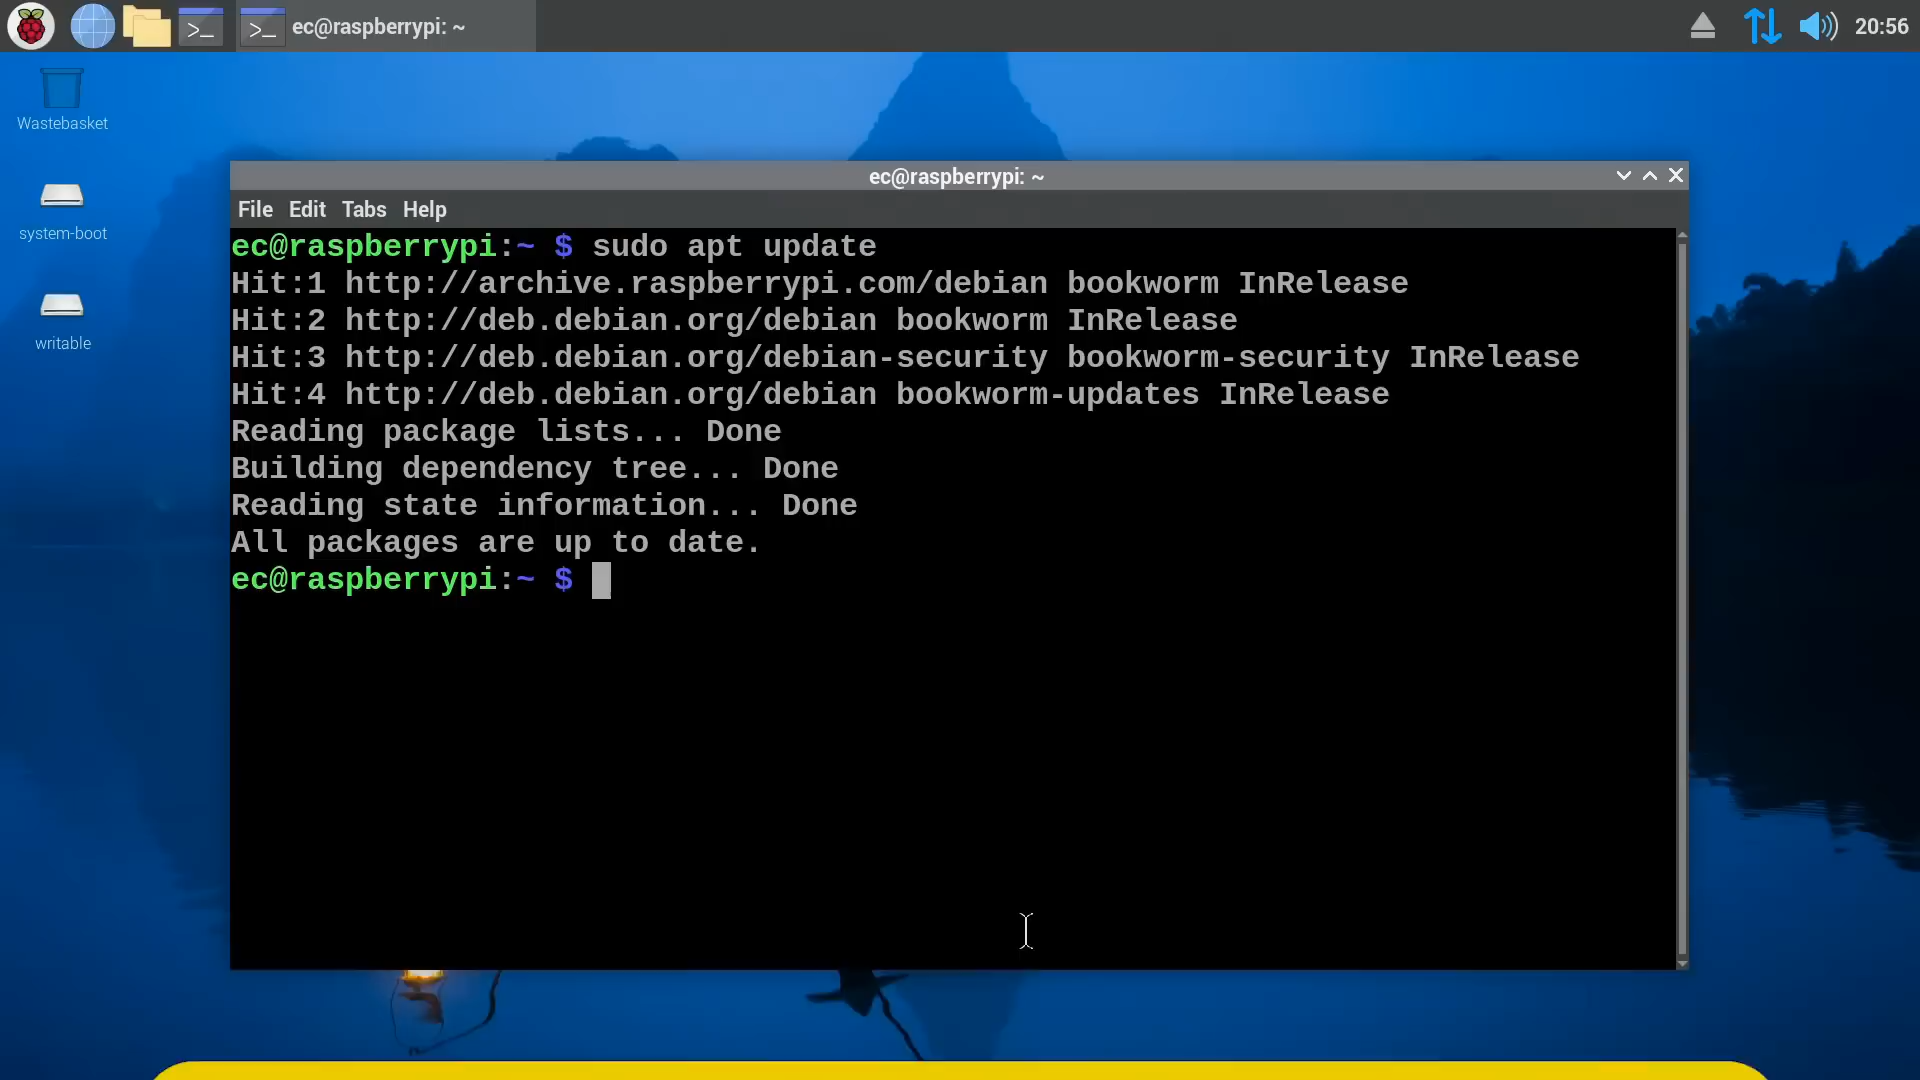 ec@raspberrypi: ~
20:56
Wastebasket
system-boot
writable
ec@raspberrypi: ~
File Edit Tabs Help
ec@raspberrypi:~ $ sudo apt update
Hit:1 http://archive.raspberrypi.com/debian bookworm InRelease
Hit:2 http://deb.debian.org/debian bookworm InRelease
Hit:3 http://deb.debian.org/debian-security bookworm-security InRelease
Hit:4 http://deb.debian.org/debian bookworm-updates InRelease
Reading package lists... Done
Building dependency tree... Done
Reading state information... Done
All packages are up to date.
ec@raspberrypi:~ $